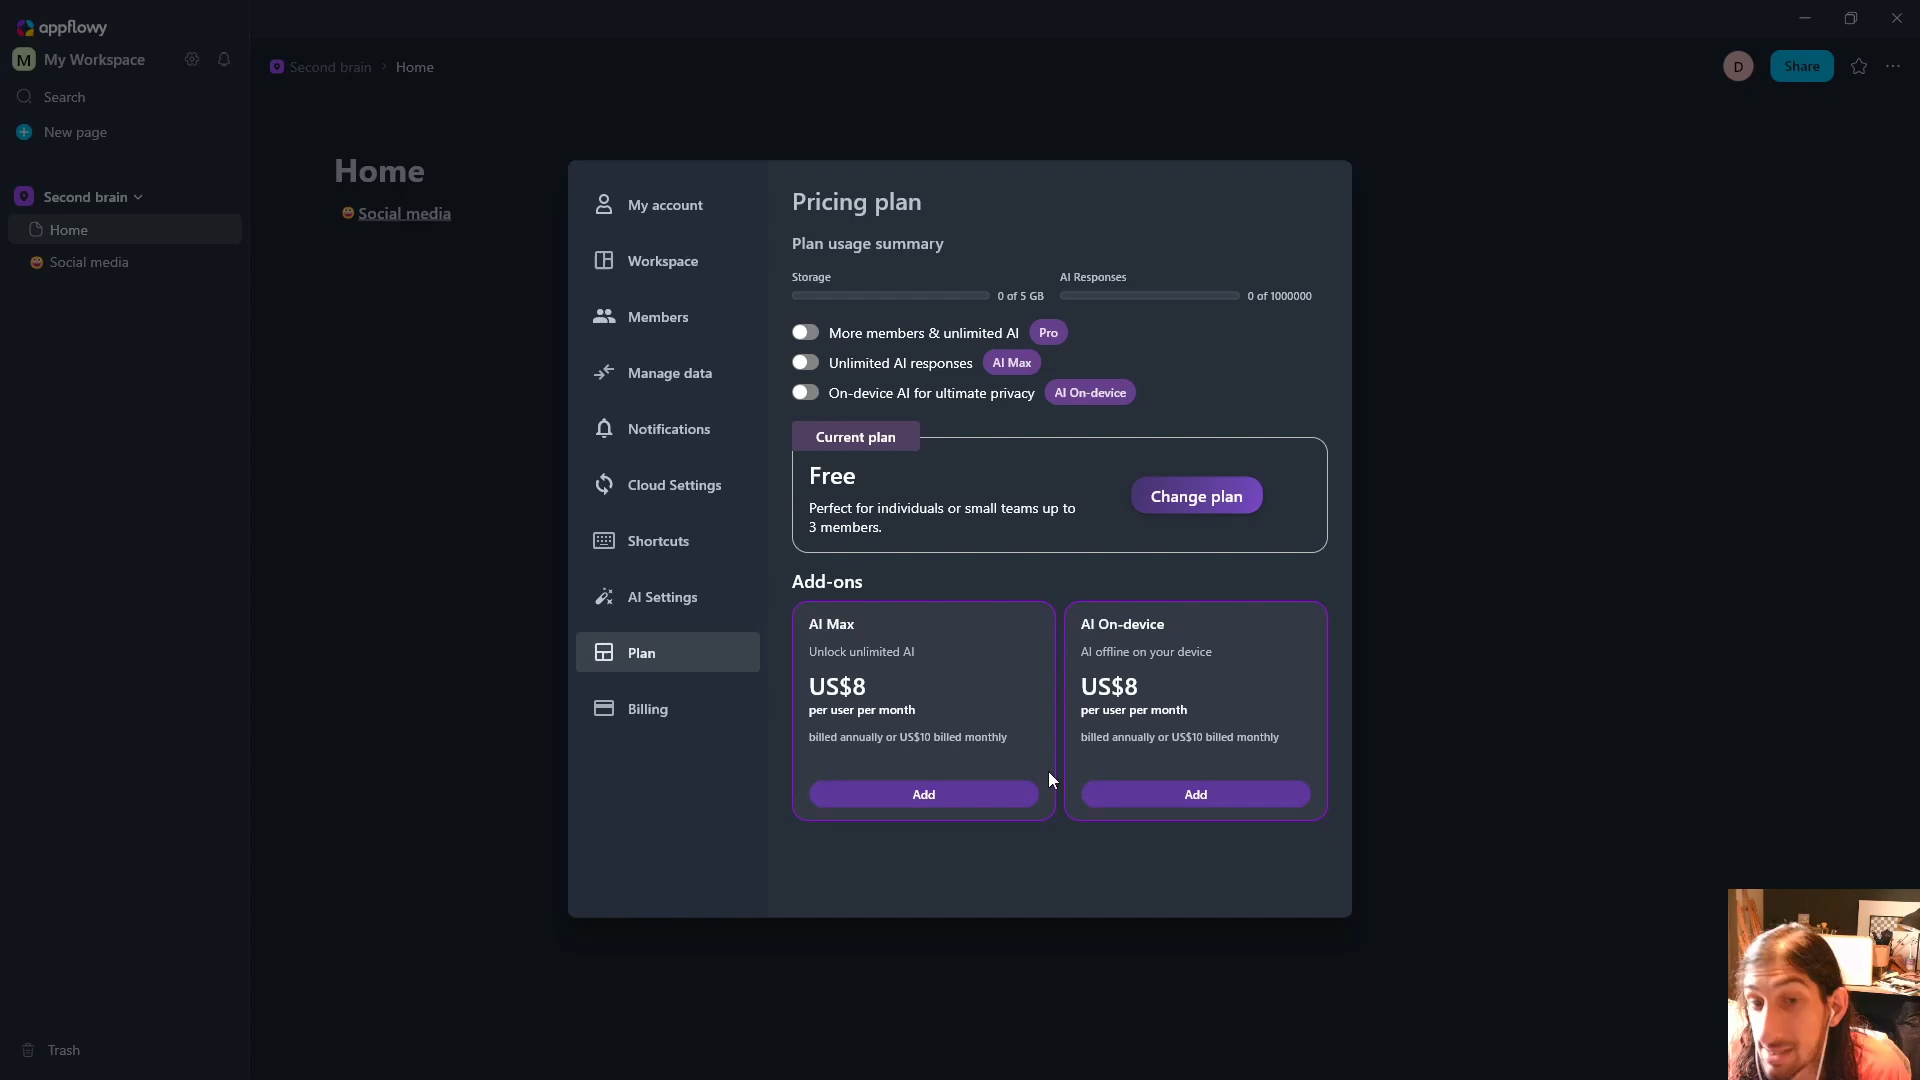 appflowy
M My Workspace
Search
New page
Second brain
Home
Social media
Trash
Second brain > Home
D Share
Home
Social media
My account
Workspace
Members
Manage data
Notifications
Cloud Settings
Shortcuts
AI Settings
Plan
Billing
Pricing plan
Plan usage summary
Storage
0 of 5 GB
AI Responses
0 of 1000000
More members & unlimited AI Pro
Unlimited AI responses AI Max
On-device AI for ultimate privacy AI On-device
Current plan
Free
Perfect for individuals or small teams up to
3 members.
Change plan
Add-ons
AI Max
Unlock unlimited AI
US$8
per user per month
billed annually or US$10 billed monthly
Add
AI On-device
AI offline on your device
US$8
per user per month
billed annually or US$10 billed monthly
Add